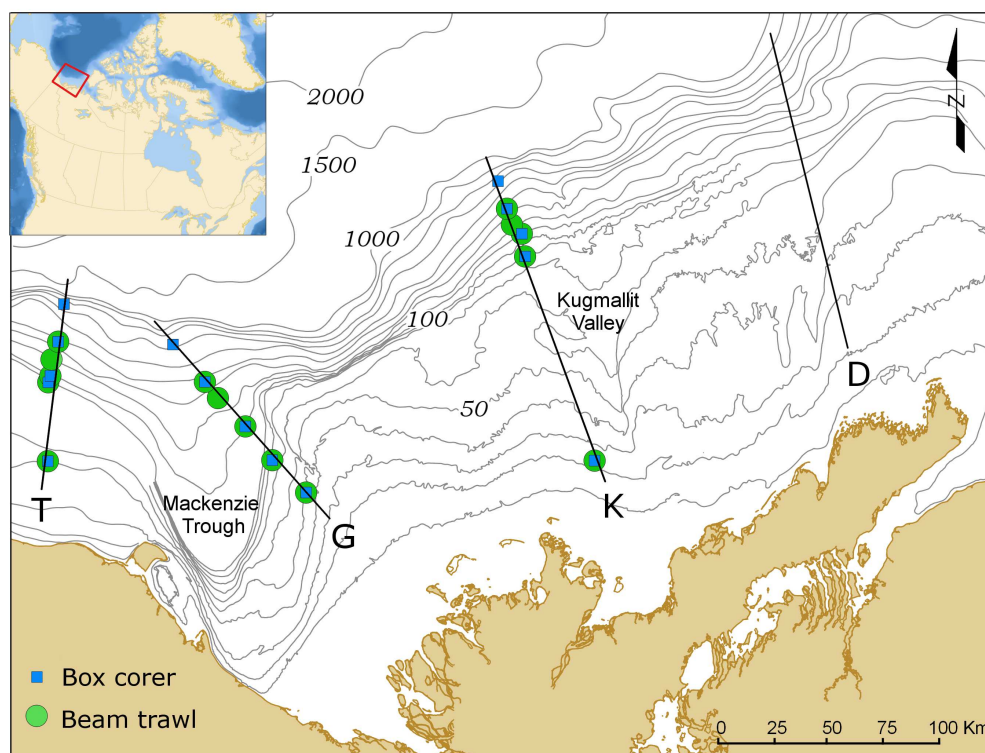 2000
N
1500
1000
Kugmallit
Valley
100
D
50
Mackenzie
Trough
T
G
K
Box corer
Beam trawl
0 25 50 75 100 Km